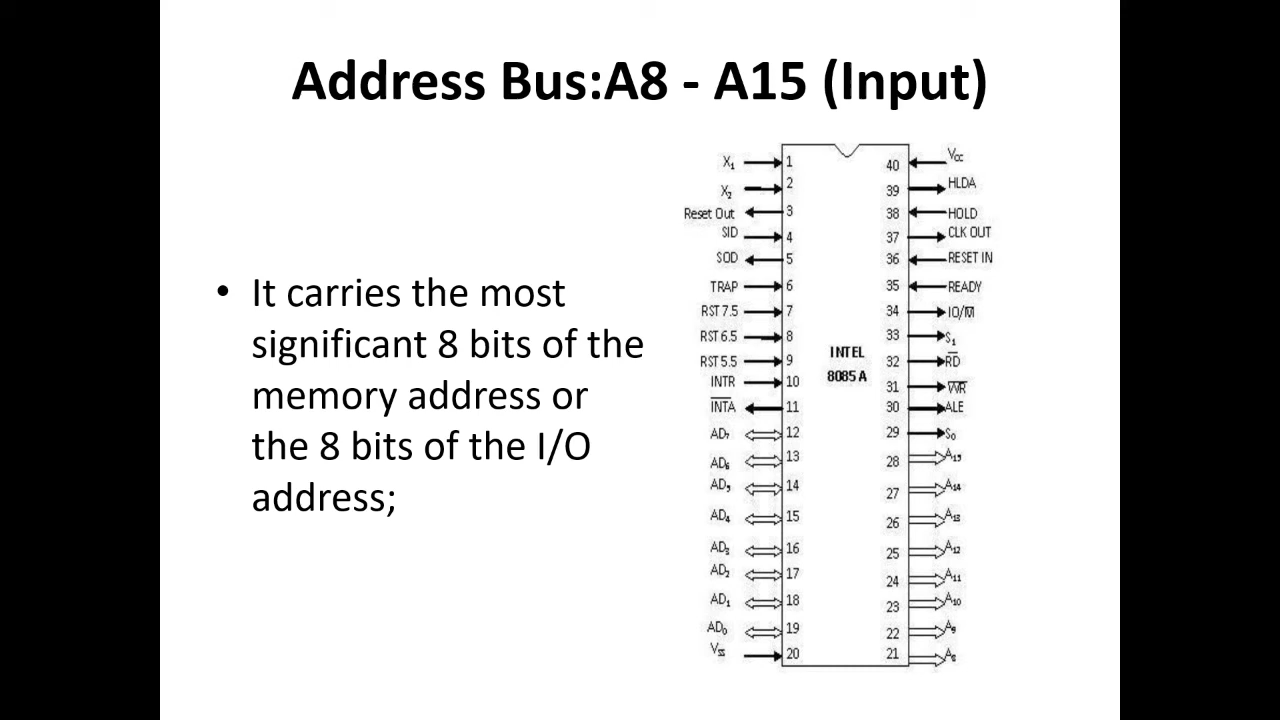 Address Bus:A8 - A15 (Input)
• It carries the most
significant 8 bits of the
memory address or
the 8 bits of the I/O
address;
X₁ 1
X₂ 2
Reset Out 3
SID 4
SOD 5
TRAP 6
RST 7.5 7
RST 6.5 8
RST 5.5 9
INTR 10
I̅N̅T̅A̅ 11
AD₇ 12
AD₆ 13
AD₅ 14
AD₄ 15
AD₃ 16
AD₂ 17
AD₁ 18
AD₀ 19
Vss 20
INTEL
8085 A
40 Vcc
39 HLDA
38 HOLD
37 CLK OUT
36 RESET IN
35 READY
34 IO/M̅
33 S₁
32 R̅D̅
31 W̅R̅
30 ALE
29 S₀
28 A₁₅
27 A₁₄
26 A₁₃
25 A₁₂
24 A₁₁
23 A₁₀
22 A₉
21 A₈